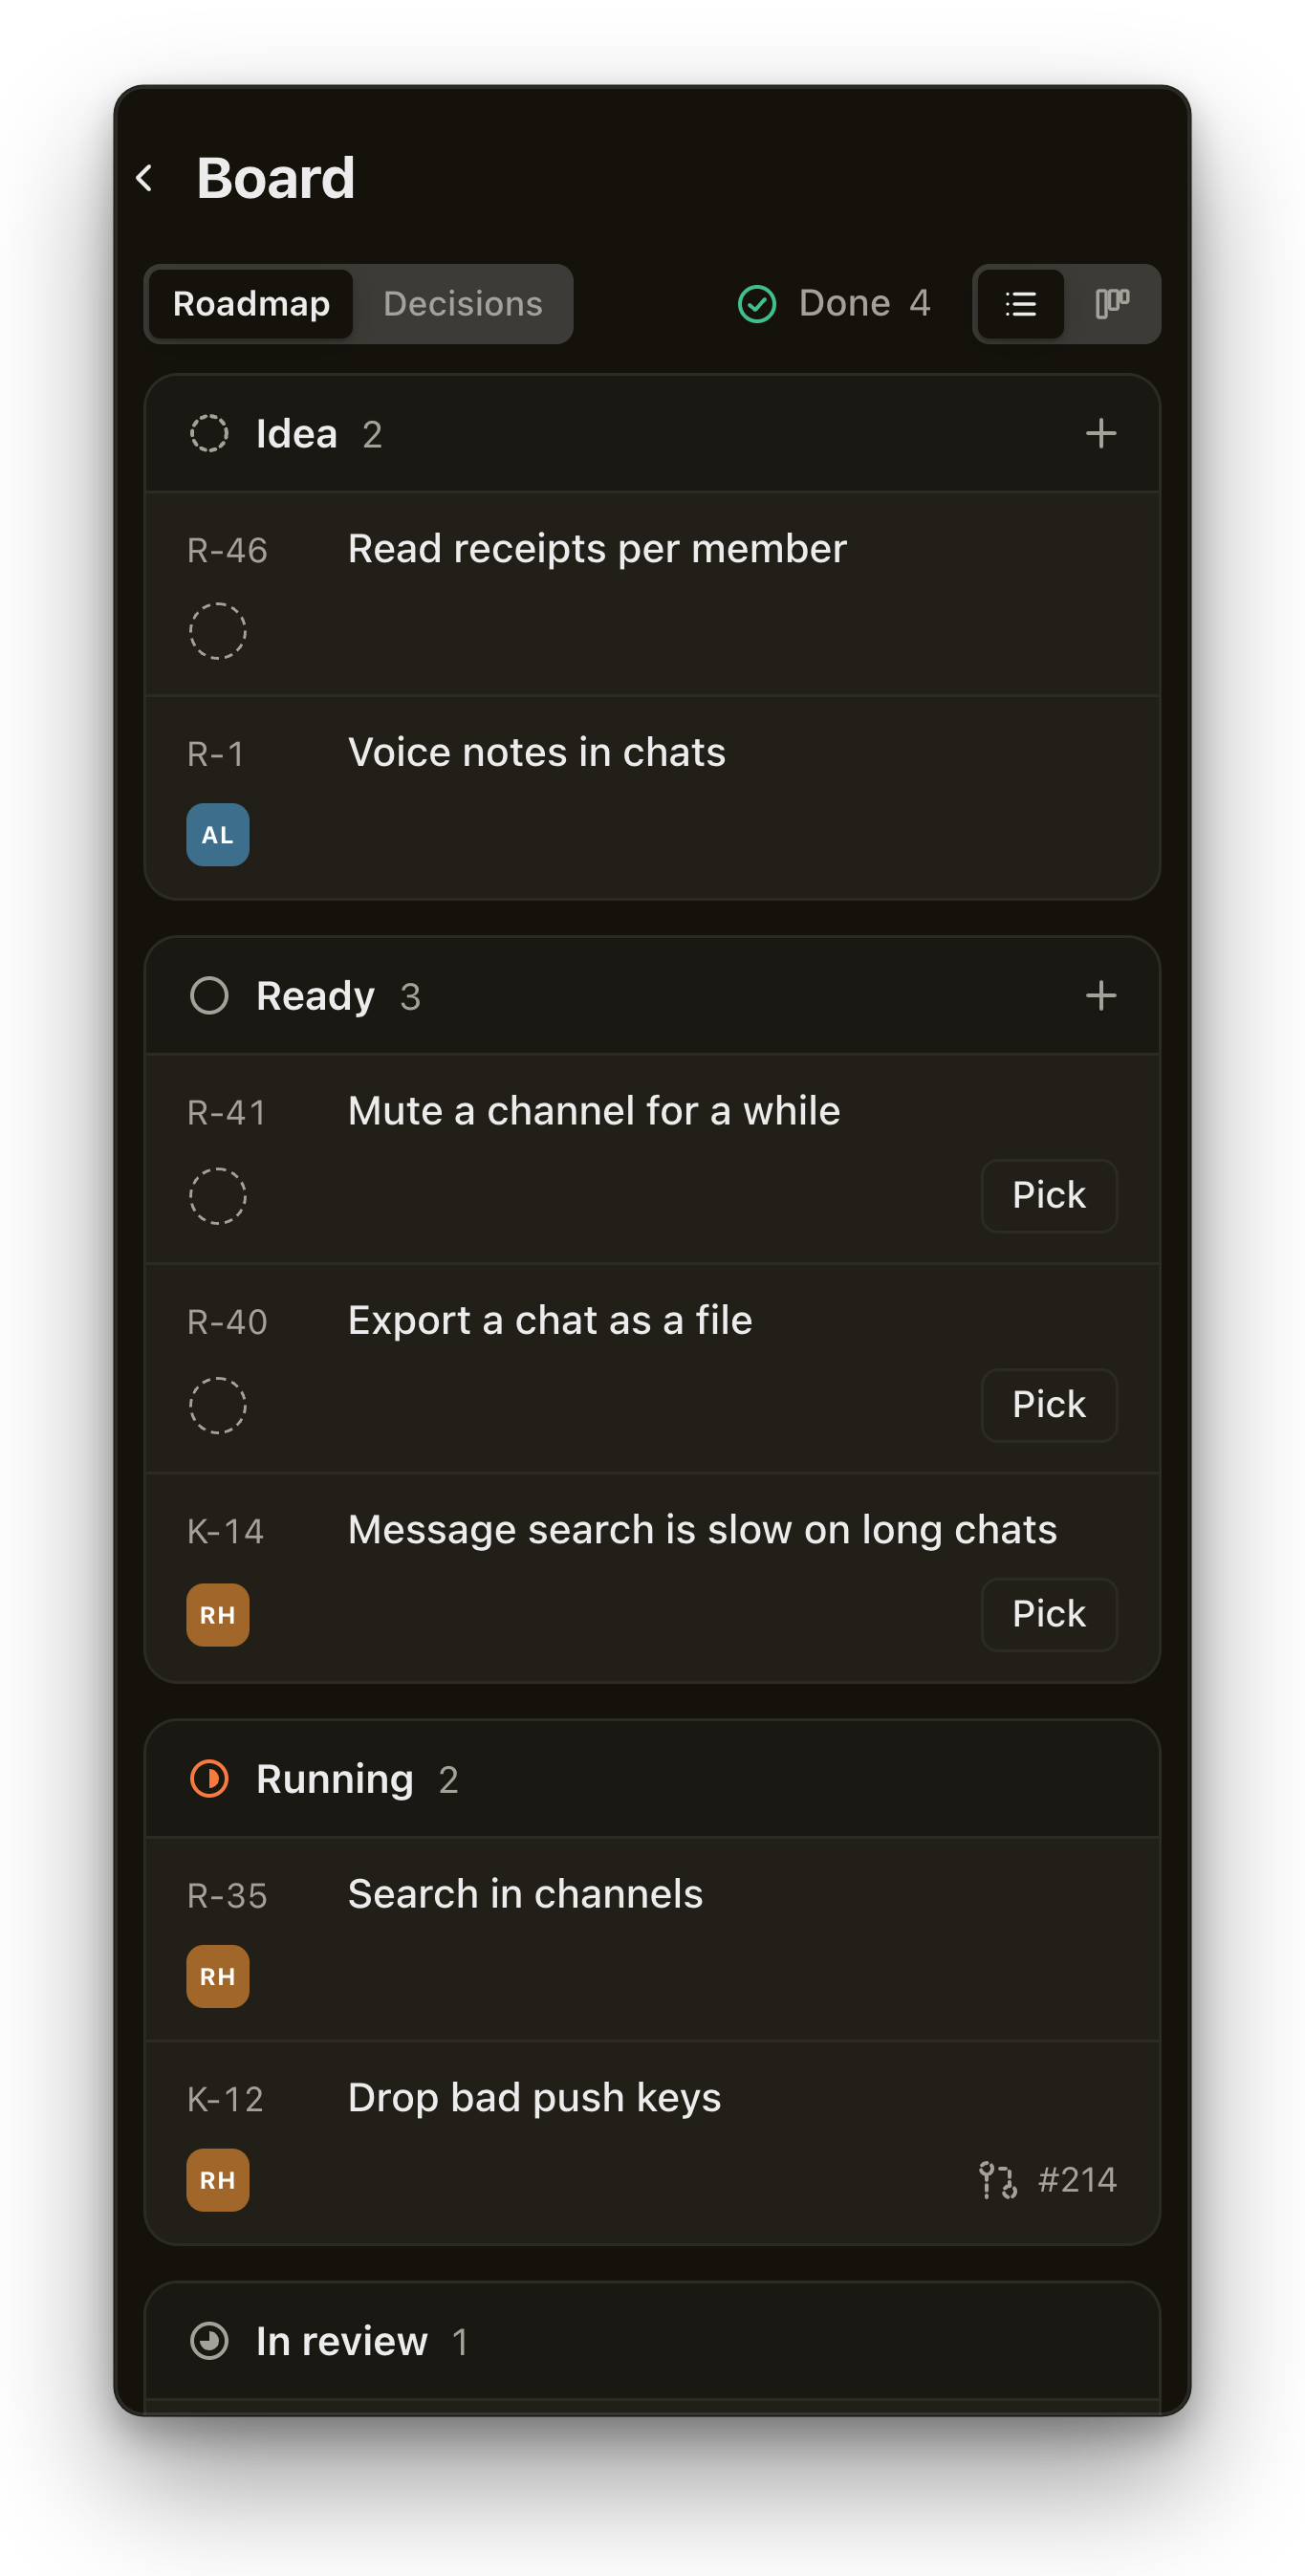 Board
Roadmap Decisions Done 4
Idea 2
R-46 Read receipts per member
R-1 Voice notes in chats
AL
Ready 3
R-41 Mute a channel for a while
Pick
R-40 Export a chat as a file
Pick
K-14 Message search is slow on long chats
RH Pick
Running 2
R-35 Search in channels
RH
K-12 Drop bad push keys
RH #214
In review 1